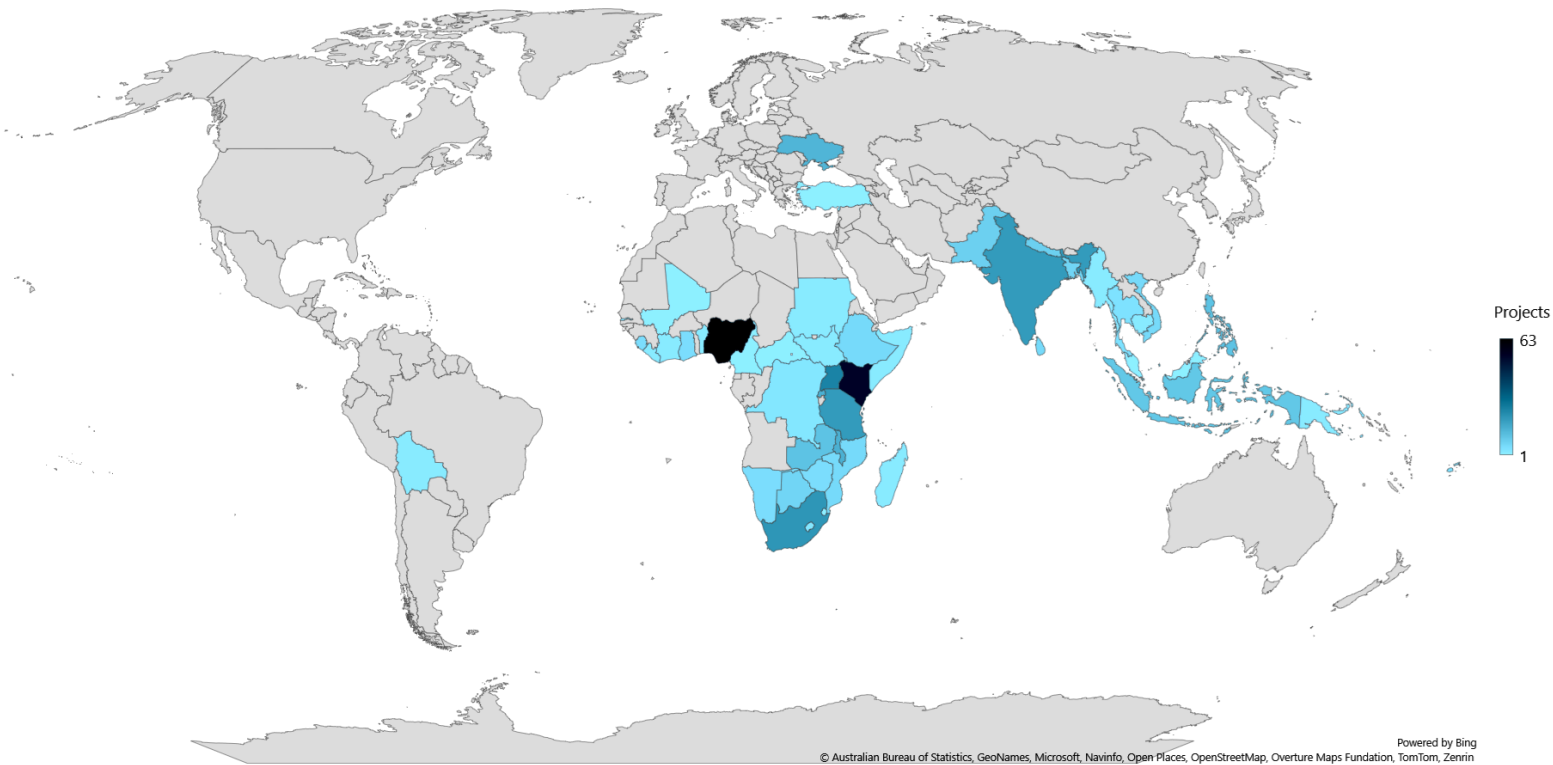 Projects
63
1
Powered by Bing
© Australian Bureau of Statistics, GeoNames, Microsoft, Navinfo, Open Places, OpenStreetMap, Overture Maps Fundation, TomTom, Zenrin